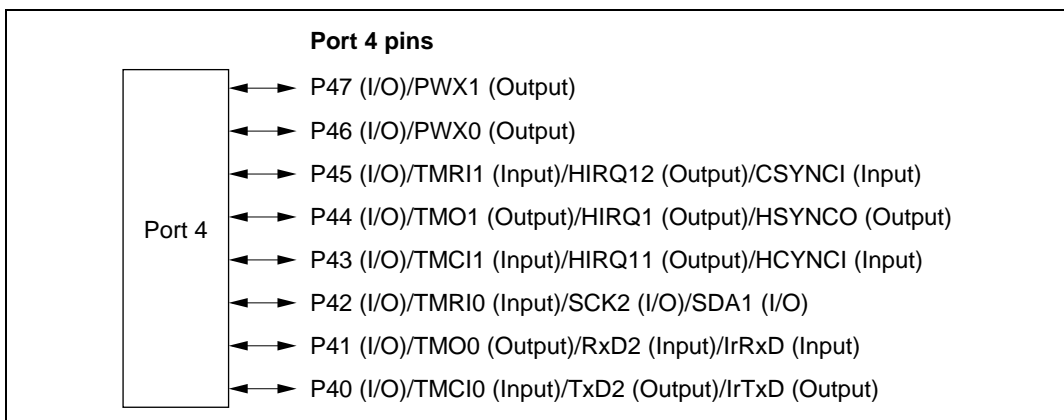 Port 4 pins
P47 (I/O)/PWX1 (Output)
P46 (I/O)/PWX0 (Output)
P45 (I/O)/TMRI1 (Input)/HIRQ12 (Output)/CSYNCI (Input)
Port 4
P44 (I/O)/TMO1 (Output)/HIRQ1 (Output)/HSYNCO (Output)
P43 (I/O)/TMCI1 (Input)/HIRQ11 (Output)/HCYNCI (Input)
P42 (I/O)/TMRI0 (Input)/SCK2 (I/O)/SDA1 (I/O)
P41 (I/O)/TMO0 (Output)/RxD2 (Input)/IrRxD (Input)
P40 (I/O)/TMCI0 (Input)/TxD2 (Output)/IrTxD (Output)